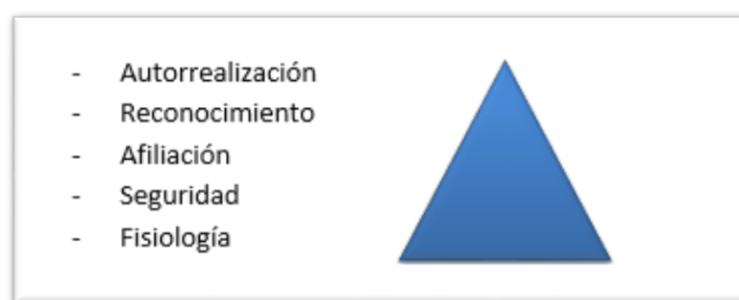 - Autorrealización
- Reconocimiento
- Afiliación
- Seguridad
- Fisiología